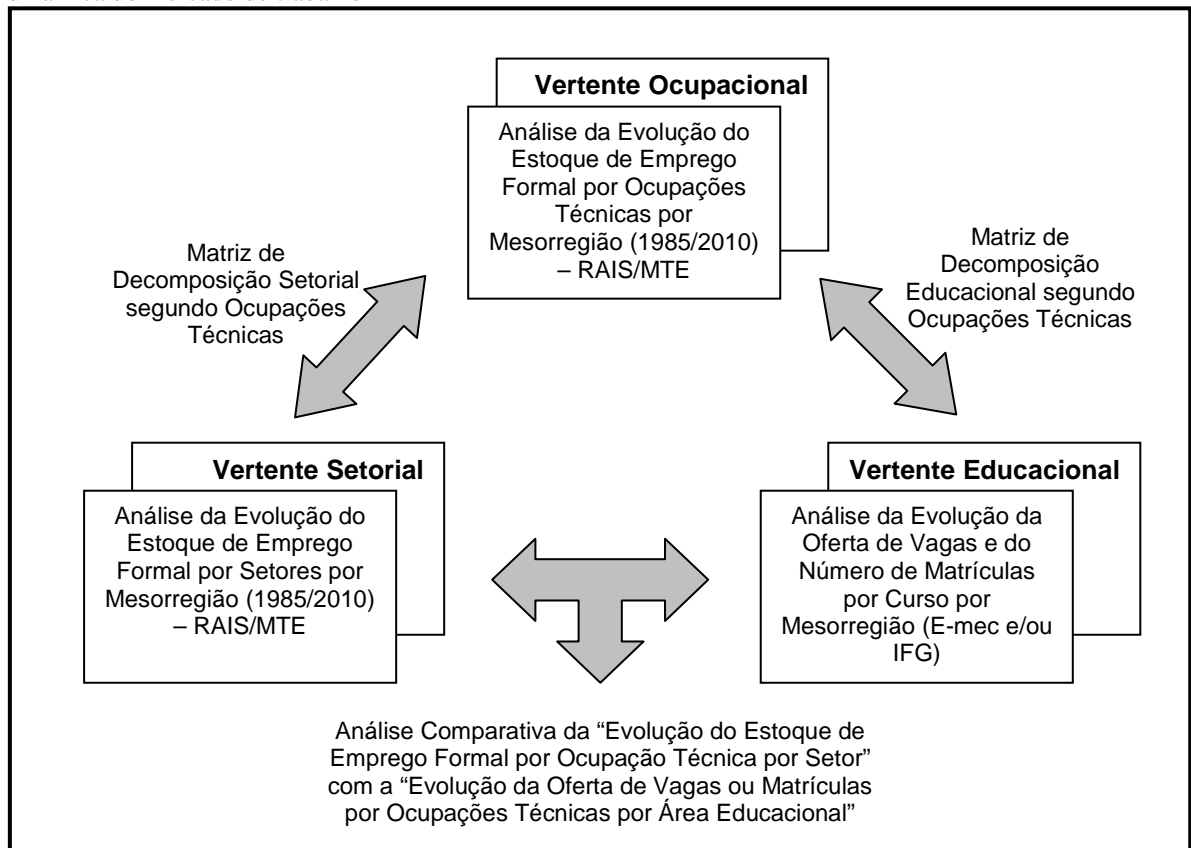 Vertente Ocupacional
Análise da Evolução do
Estoque de Emprego
Formal por Ocupações
Técnicas por
Mesorregião (1985/2010)
– RAIS/MTE
Matriz de
Decomposição Setorial
segundo Ocupações
Técnicas
Matriz de
Decomposição
Educacional segundo
Ocupações Técnicas
Vertente Setorial
Análise da Evolução do
Estoque de Emprego
Formal por Setores por
Mesorregião (1985/2010)
– RAIS/MTE
Vertente Educacional
Análise da Evolução da
Oferta de Vagas e do
Número de Matrículas
por Curso por
Mesorregião (E-mec e/ou
IFG)
Análise Comparativa da “Evolução do Estoque de
Emprego Formal por Ocupação Técnica por Setor”
com a “Evolução da Oferta de Vagas ou Matrículas
por Ocupações Técnicas por Área Educacional”